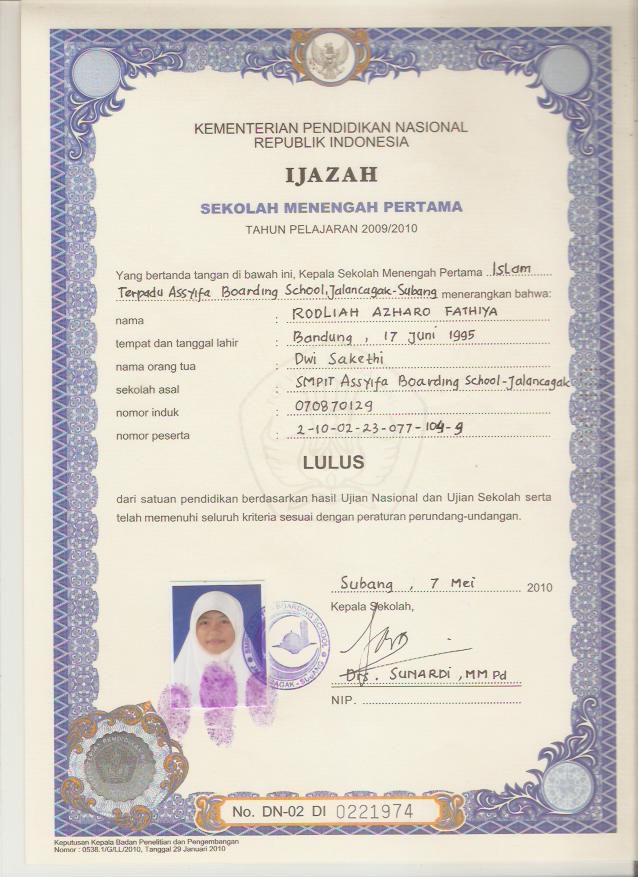 KEMENTERIAN PENDIDIKAN NASIONAL
REPUBLIK INDONESIA
IJAZAH
SEKOLAH MENENGAH PERTAMA
TAHUN PELAJARAN 2009/2010
Yang bertanda tangan di bawah ini, Kepala Sekolah Menengah Pertama Islam
Terpadu Assyifa Boarding School, Jalancagak-Subang menerangkan bahwa:
nama : RODLIAH AZHARO FATHIYA
tempat dan tanggal lahir : Bandung, 17 Juni 1995
nama orang tua : Dwi Sakethi
sekolah asal : SMPIT Assyifa Boarding School-Jalancagak
nomor induk : 070870129
nomor peserta : 2-10-02-23-077-104-9
LULUS
dari satuan pendidikan berdasarkan hasil Ujian Nasional dan Ujian Sekolah serta
telah memenuhi seluruh kriteria sesuai dengan peraturan perundang-undangan.
Subang, 7 Mei 2010
Kepala Sekolah,
BOARDING SCHOOL
SUBANG
Drs. SUNARDI, MM Pd
NIP.
No. DN-02 DI 0221974
Keputusan Kepala Badan Penelitian dan Pengembangan
Nomor : 0538.1/G/LL/2010, Tanggal 29 Januari 2010